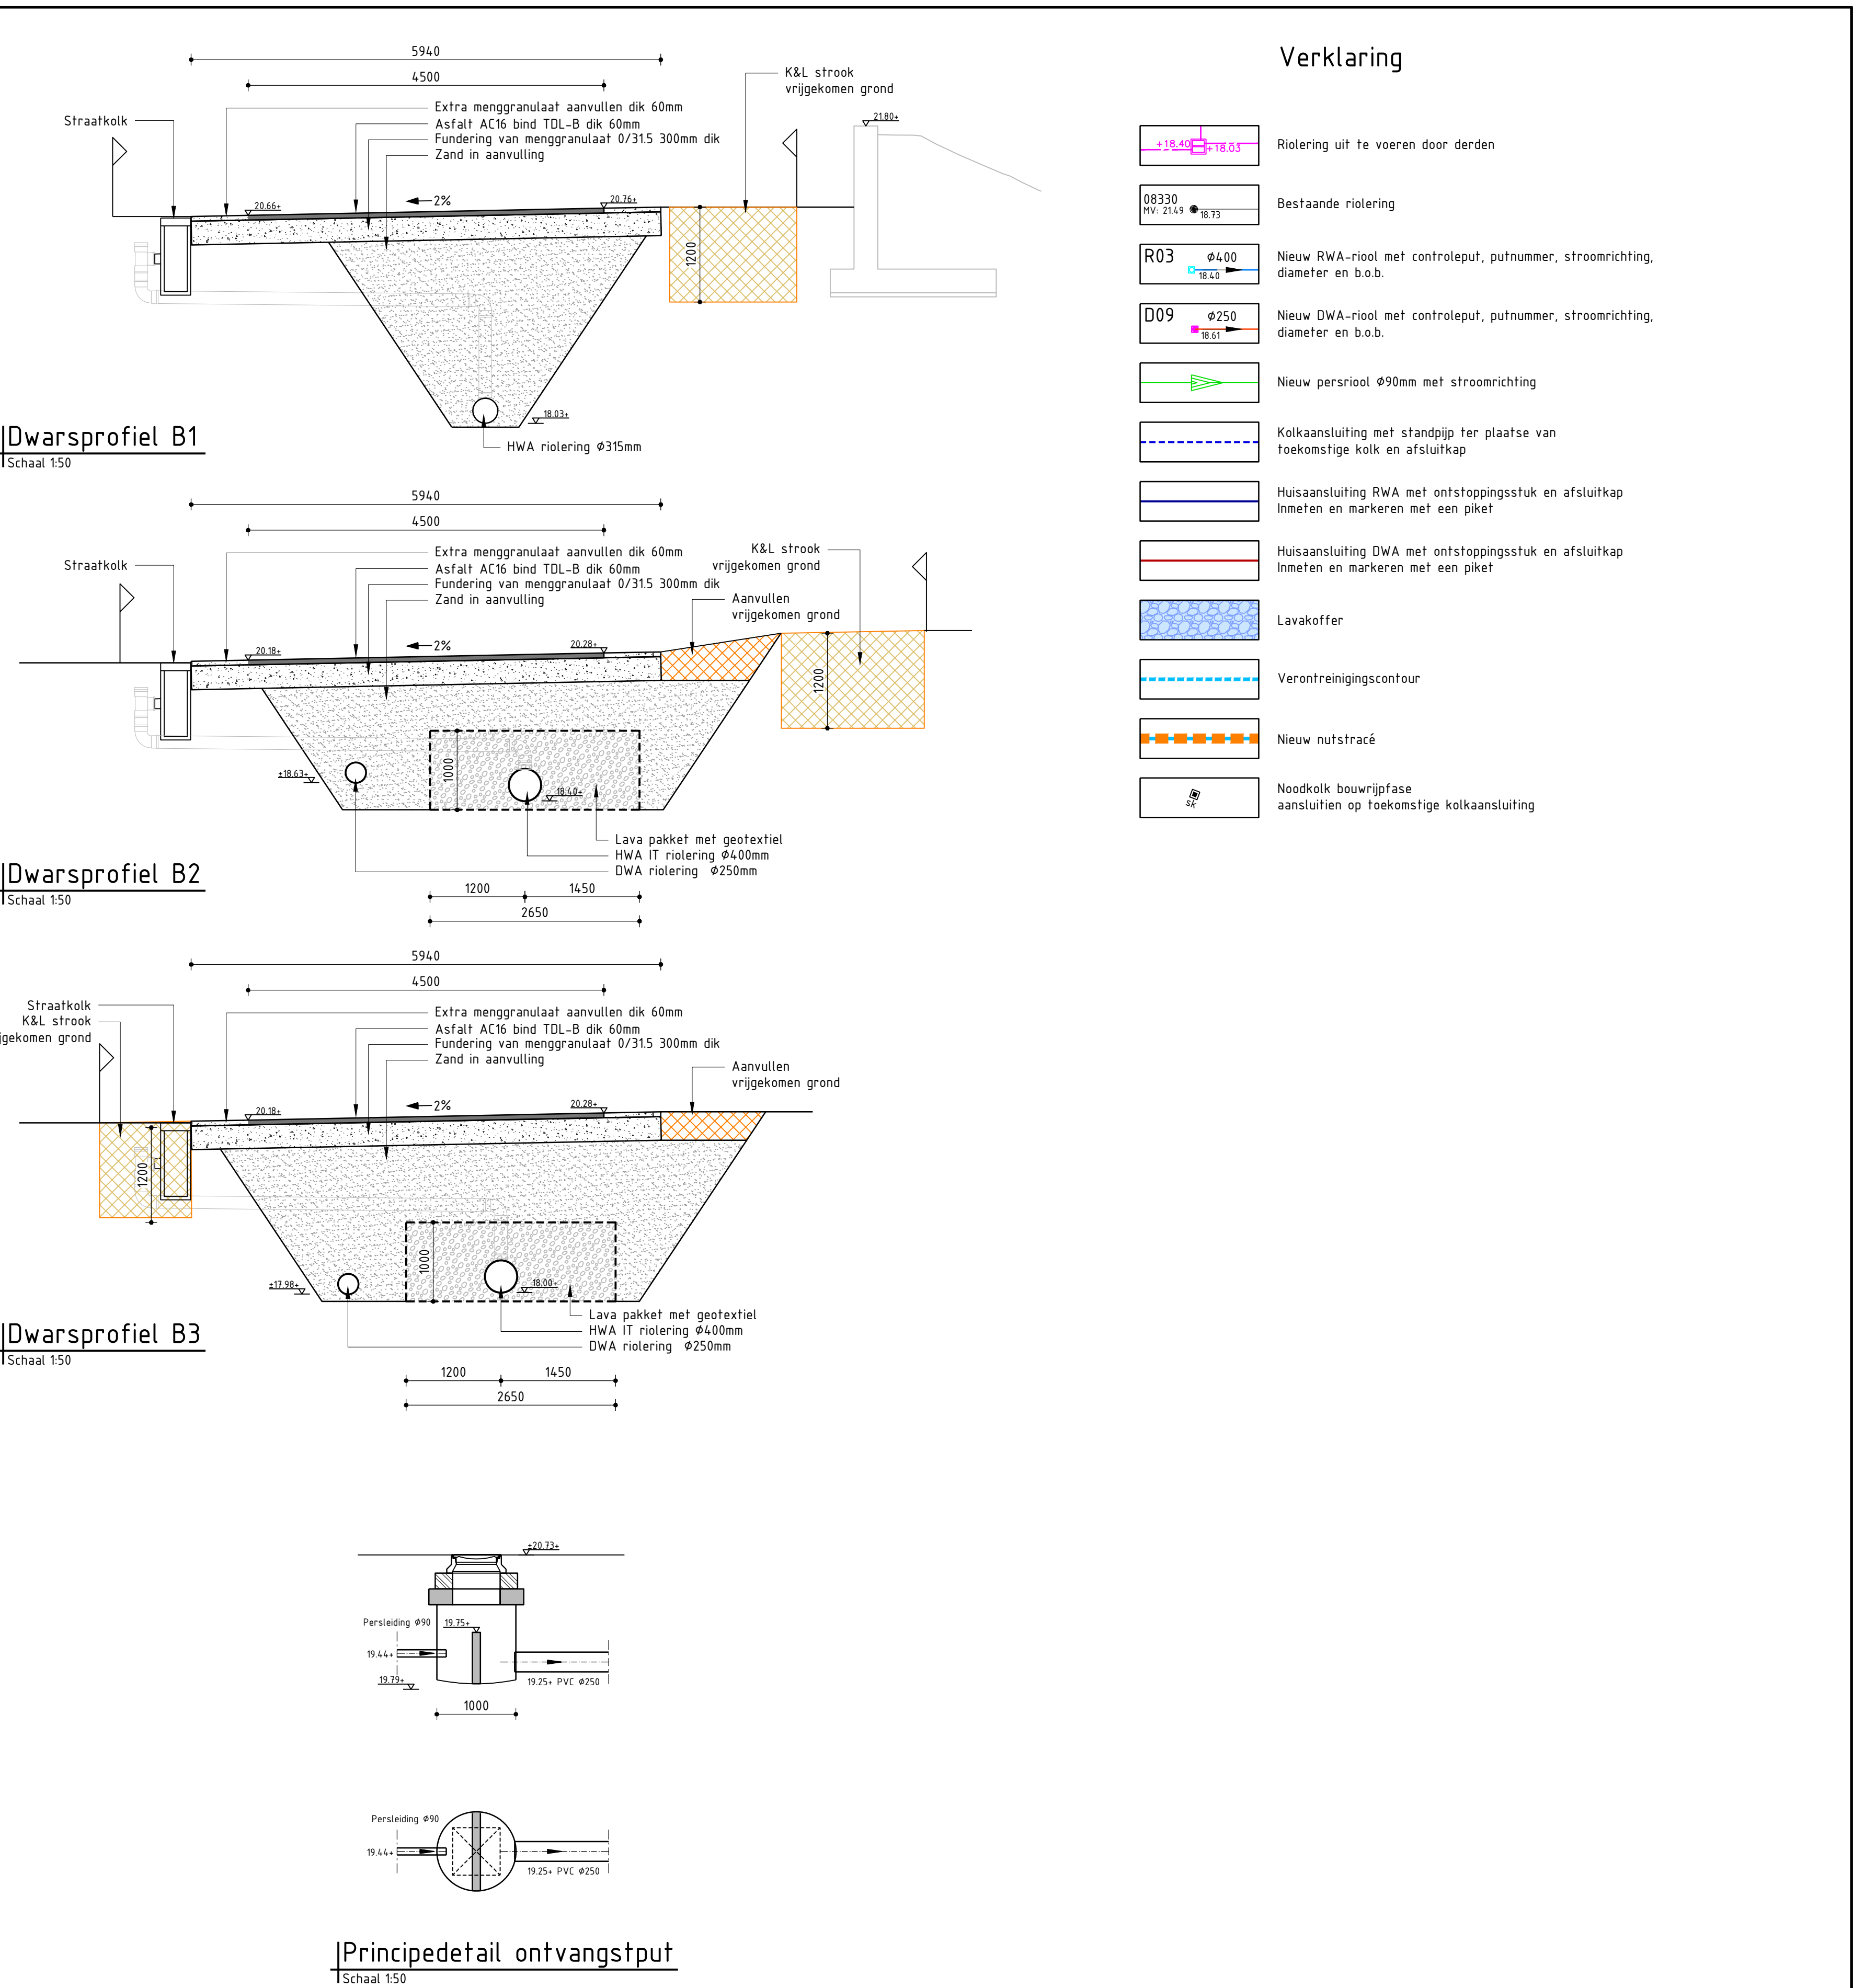 5940
4500
K&L strook
vrijgekomen grond
Extra menggranulaat aanvullen dik 60mm
Straatkolk
Asfalt AC16 bind TDL-B dik 60mm
Fundering van menggranulaat 0/31.5 300mm dik
Zand in aanvulling
21.80+
20.66+
2%
20.76+
1200
18.03+
HWA riolering Ø315mm
Dwarsprofiel B1
Schaal 1:50
5940
4500
Straatkolk
Extra menggranulaat aanvullen dik 60mm
Asfalt AC16 bind TDL-B dik 60mm
Fundering van menggranulaat 0/31.5 300mm dik
Zand in aanvulling
K&L strook
vrijgekomen grond
Aanvullen
vrijgekomen grond
20.18+
2%
20.28+
1200
1000
±18.63+
18.40+
Lava pakket met geotextiel
HWA IT riolering Ø400mm
DWA riolering Ø250mm
1200
1450
2650
Dwarsprofiel B2
Schaal 1:50
5940
4500
Straatkolk
K&L strook
jgekomen grond
Extra menggranulaat aanvullen dik 60mm
Asfalt AC16 bind TDL-B dik 60mm
Fundering van menggranulaat 0/31.5 300mm dik
Zand in aanvulling
Aanvullen
vrijgekomen grond
20.18+
2%
20.28+
1200
1000
±17.98+
18.00+
Lava pakket met geotextiel
HWA IT riolering Ø400mm
DWA riolering Ø250mm
1200
1450
2650
Dwarsprofiel B3
Schaal 1:50
±20.73+
Persleiding Ø90
19.75+
19.44+
19.79+
19.25+ PVC Ø250
1000
Persleiding Ø90
19.44+
19.25+ PVC Ø250
Principedetail ontvangstput
Schaal 1:50
Verklaring
+18.40
+18.03
Riolering uit te voeren door derden
08330
MV: 21.49
18.73
Bestaande riolering
R03
Ø400
18.40
Nieuw RWA-riool met controleput, putnummer, stroomrichting,
diameter en b.o.b.
D09
Ø250
18.61
Nieuw DWA-riool met controleput, putnummer, stroomrichting,
diameter en b.o.b.
Nieuw persriool Ø90mm met stroomrichting
Kolkaansluiting met standpijp ter plaatse van
toekomstige kolk en afsluitkap
Huisaansluiting RWA met ontstoppingsstuk en afsluitkap
Inmeten en markeren met een piket
Huisaansluiting DWA met ontstoppingsstuk en afsluitkap
Inmeten en markeren met een piket
Lavakoffer
Verontreinigingscontour
Nieuw nutstracé
sk
Noodkolk bouwrijpfase
aansluitien op toekomstige kolkaansluiting